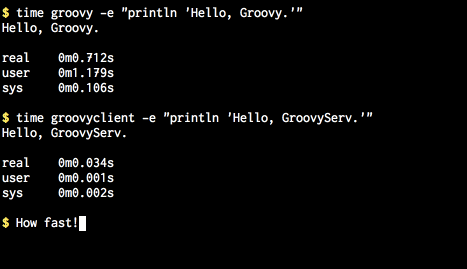 $ time groovy -e "println 'Hello, Groovy.'"
Hello, Groovy.
real 0m0.712s
user 0m1.179s
sys 0m0.106s
$ time groovyclient -e "println 'Hello, GroovyServ.'"
Hello, GroovyServ.
real 0m0.034s
user 0m0.001s
sys 0m0.002s
$ How fast!